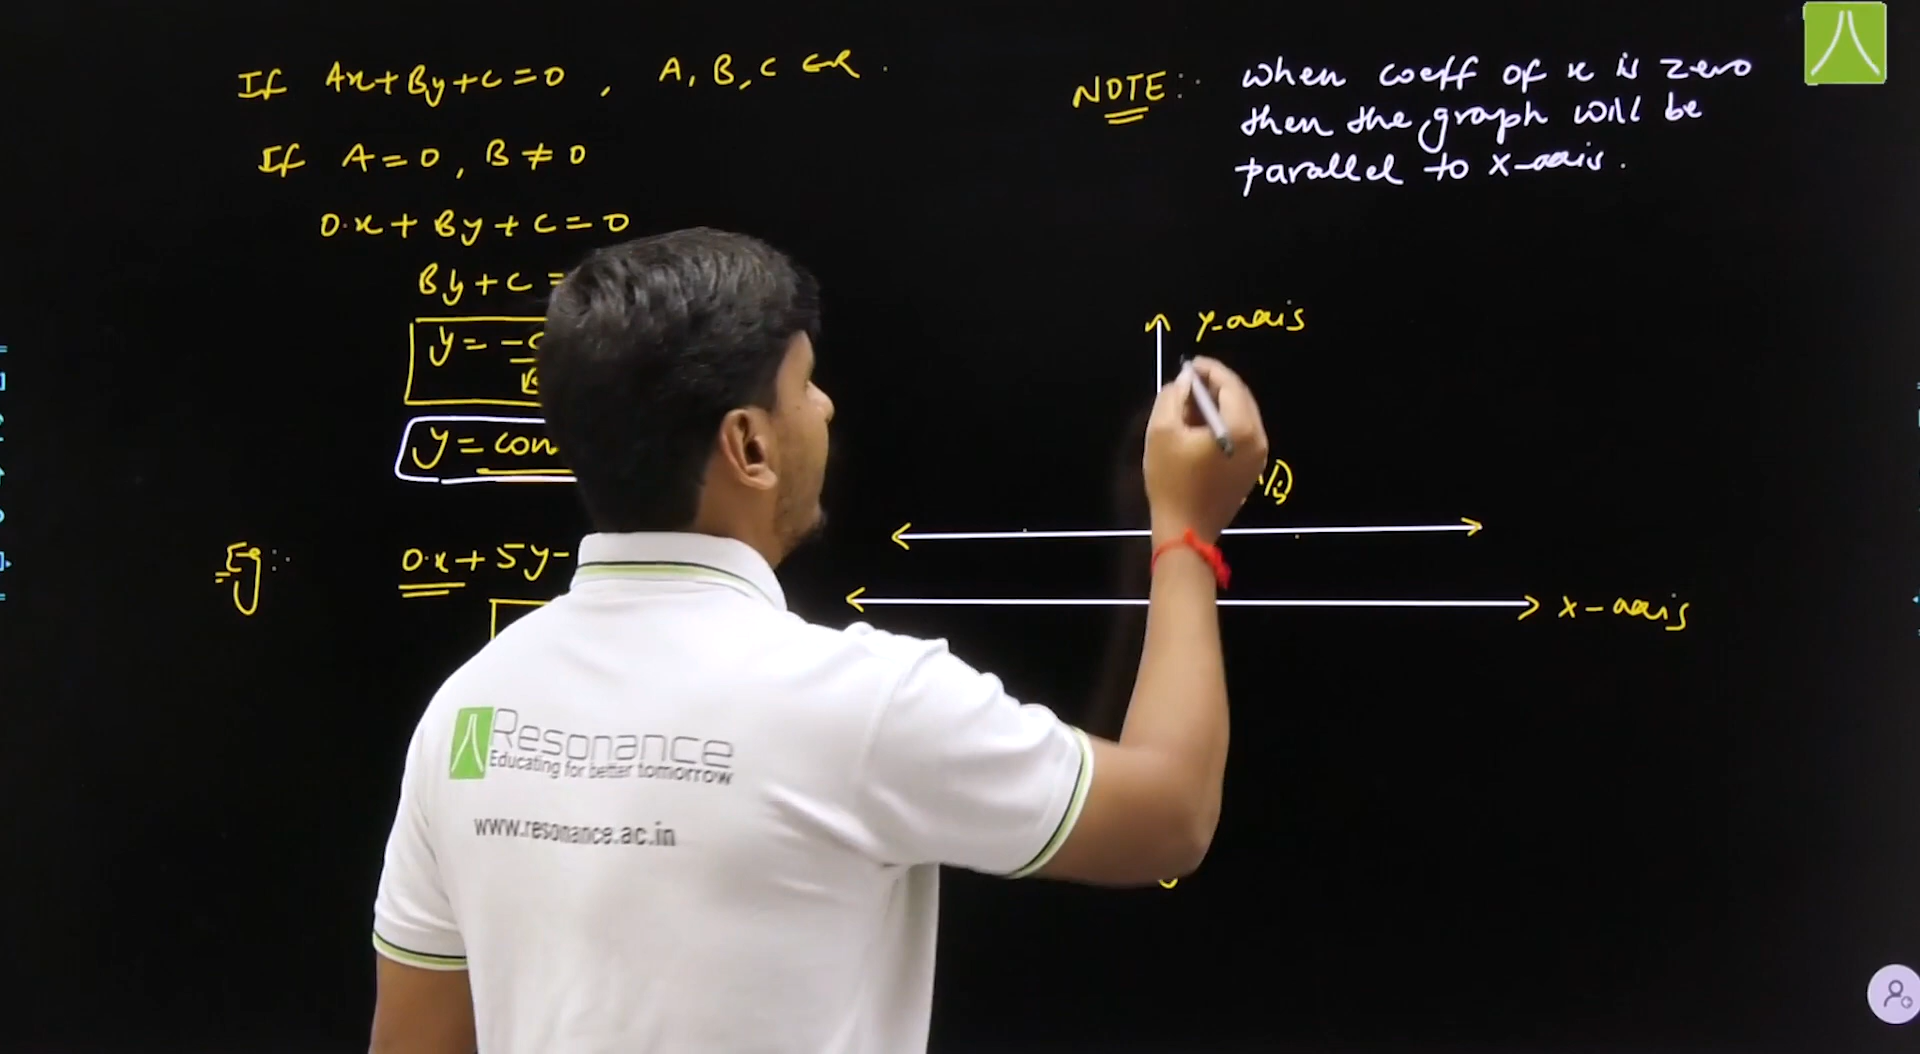 If Ax+By+C=0 , A, B, C ∈R .
If A=0 , B ≠ 0
0·x + By + C = 0
By + C =
y = -C
y = con
Eg:
0·x + 5y-
NOTE:
when coeff of x is zero
then the graph will be
parallel to x-axis.
y-axis
x-axis
Resonance
Educating for better tomorrow
www.resonance.ac.in